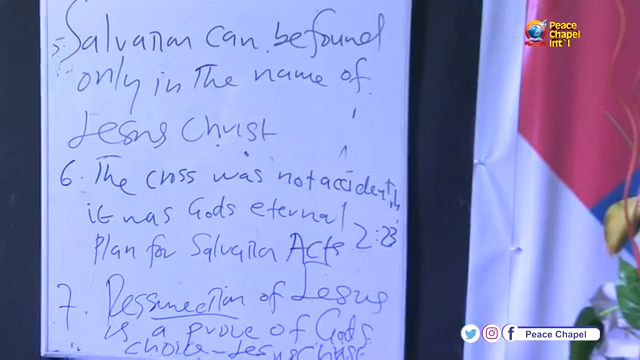 5. Salvation can be found
only in the name of
Jesus Christ
6. The cross was not accident,
it was Gods eternal
Plan for Salvation Acts 2:23
7. Ressurection of Jesus
is a prove of Gods
choice - Jesus
Peace
Chapel
Int'l
Peace Chapel